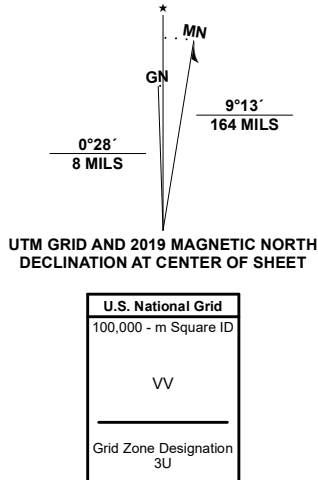 ★
MN
GN
9°13´
164 MILS
0°28´
8 MILS
UTM GRID AND 2019 MAGNETIC NORTH
DECLINATION AT CENTER OF SHEET
U.S. National Grid
100,000 - m Square ID
VV
Grid Zone Designation
3U